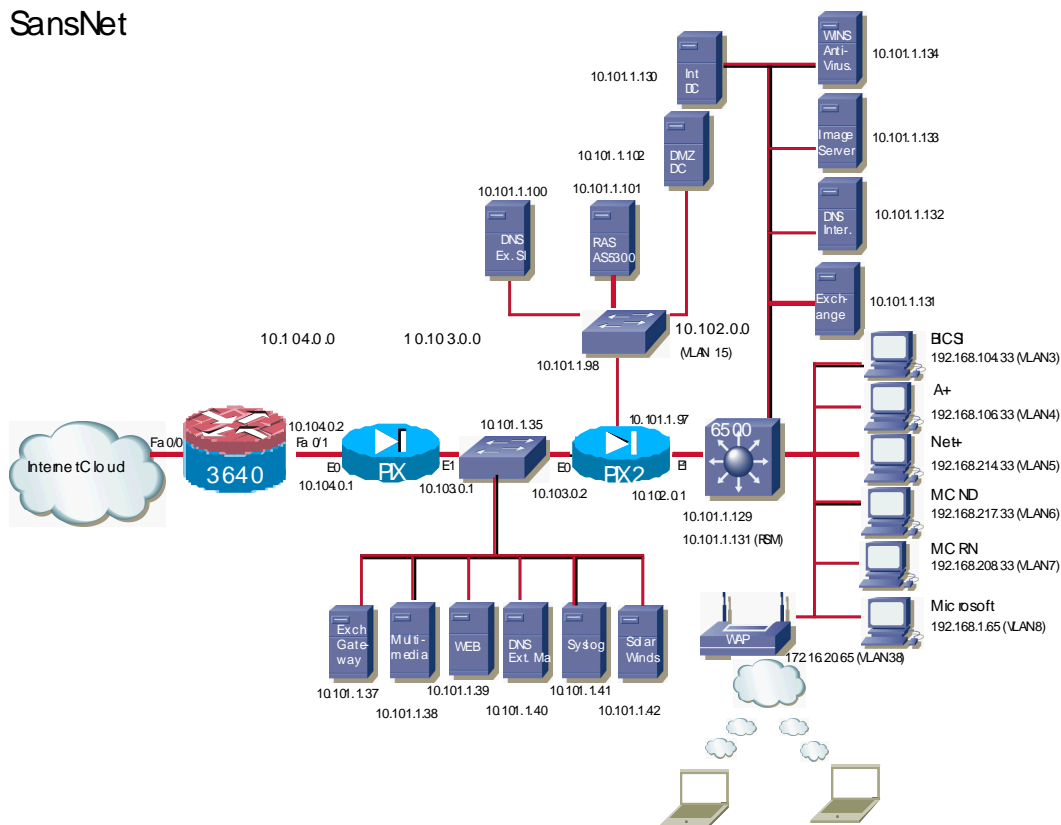 SansNet
WINS
Anti-
Virus.
10.101.1.134
10.101.1.130
Int
DC
Image
Server
10.101.1.133
10.101.1.102
DMZ
DC
10.101.1.100
10.101.1.101
DNS
Ex. SI
RAS
AS5300
DNS
Inter.
10.101.1.132
Exch-
ange
10.101.1.131
10.104.0.0
10.103.0.0
10.102.0.0
(VLAN 15)
10.101.1.98
BICSI
192.168.104.33 (VLAN3)
A+
192.168.106.33 (VLAN4)
Net+
192.168.214.33 (VLAN5)
MCND
192.168.217.33 (VLAN6)
MCRN
192.168.208.33 (VLAN7)
Microsoft
192.168.1.65 (VLAN8)
InternetCloud
Fa0/0
3640
10.104.0.2
Fa0/1
E0
10.104.0.1
PIX
E1
10.103.0.1
10.101.1.35
E0
10.103.0.2
PIX2
10.101.1.97
E1
10.102.0.1
6500
10.101.1.129
10.101.1.131 (RSM)
WAP
172.16.20.65 (VLAN38)
Exch
Gate-
way
Multi-
media
WEB
DNS
Ext. Ma
Syslog
Solar
Winds
10.101.1.37
10.101.1.38
10.101.1.39
10.101.1.40
10.101.1.41
10.101.1.42